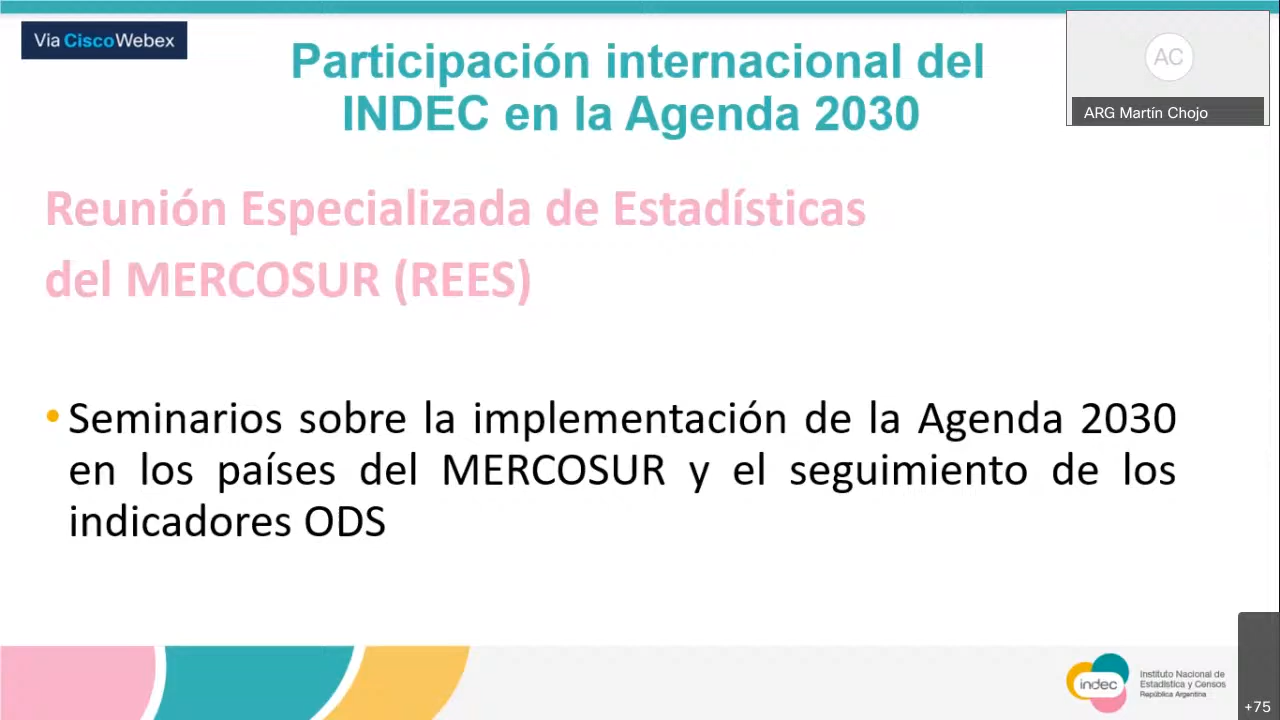 Vía CiscoWebex
Participación internacional del
INDEC en la Agenda 2030
AC
ARG Martín Chojo
Reunión Especializada de Estadísticas
del MERCOSUR (REES)
• Seminarios sobre la implementación de la Agenda 2030
en los países del MERCOSUR y el seguimiento de los
indicadores ODS
indec
Instituto Nacional de
Estadística y Censos
República Argentina
+75